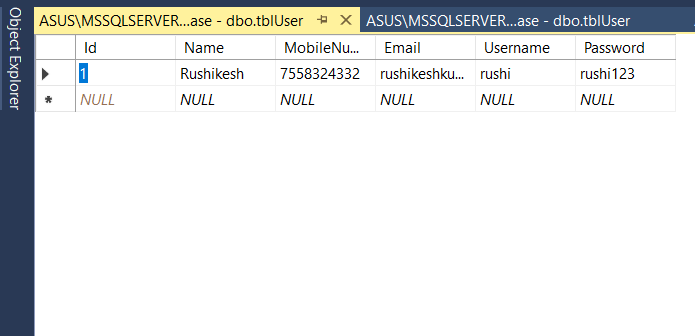 Object Explorer
ASUS\MSSQLSERVER...ase - dbo.tblUser ASUS\MSSQLSERVER...ase - dbo.tblUser
Id Name MobileNu... Email Username Password
1 Rushikesh 7558324332 rushikeshku... rushi rushi123
* NULL NULL NULL NULL NULL NULL